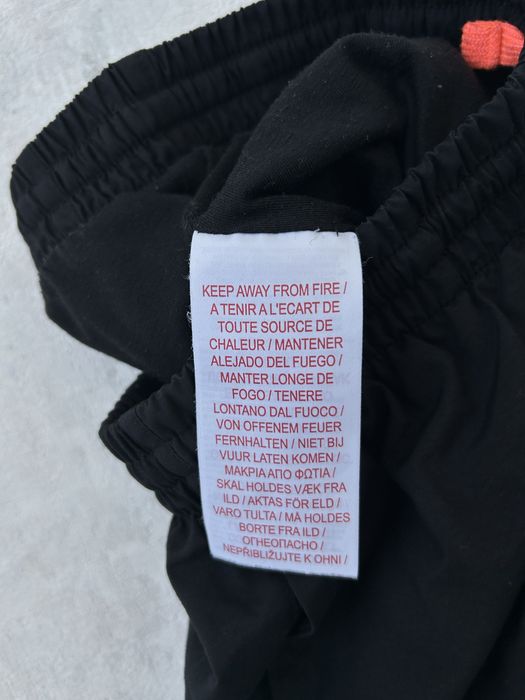 KEEP AWAY FROM FIRE /
A TENIR A L'ECART DE
TOUTE SOURCE DE
CHALEUR / MANTENER
ALEJADO DEL FUEGO /
MANTER LONGE DE
FOGO / TENERE
LONTANO DAL FUOCO /
VON OFFENEM FEUER
FERNHALTEN / NIET BIJ
VUUR LATEN KOMEN /
ΜΑΚΡΙΑ ΑΠΟ ΦΩΤΙΑ /
SKAL HOLDES VÆK FRA
ILD / AKTAS FÖR ELD /
VARO TULTA / MÅ HOLDES
BORTE FRA ILD /
ОГНЕОПАСНО /
NEPŘIBLIŽUJTE K OHNI /